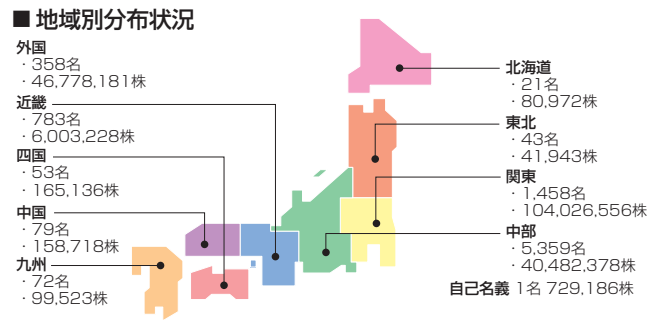 ■ 地域別分布状況
外国
・358名
・46,778,181株
近畿
・783名
・6,003,228株
四国
・53名
・165,136株
中国
・79名
・158,718株
九州
・72名
・99,523株
北海道
・21名
・80,972株
東北
・43名
・41,943株
関東
・1,458名
・104,026,556株
中部
・5,359名
・40,482,378株
自己名義 1名 729,186株